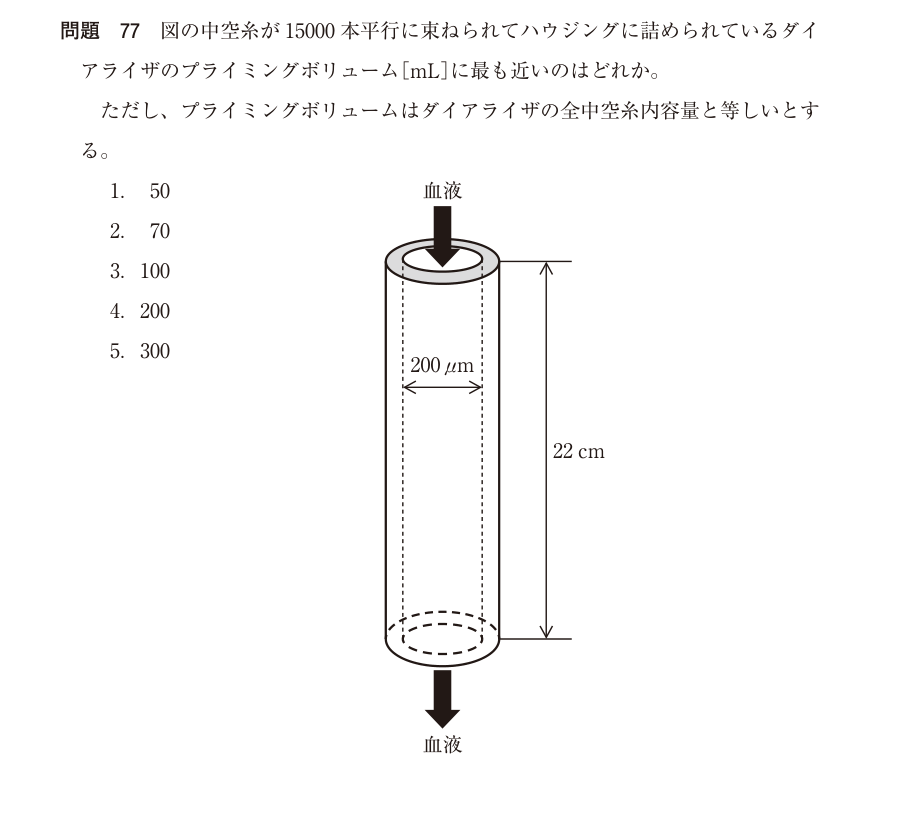 問題 77 図の中空糸が 15000 本平行に束ねられてハウジングに詰められているダイ
アライザのプライミングボリューム[mL]に最も近いのはどれか。
ただし、プライミングボリュームはダイアライザの全中空糸内容量と等しいとす
る。
1. 50
2. 70
3. 100
4. 200
5. 300
血液
200 μm
22 cm
血液